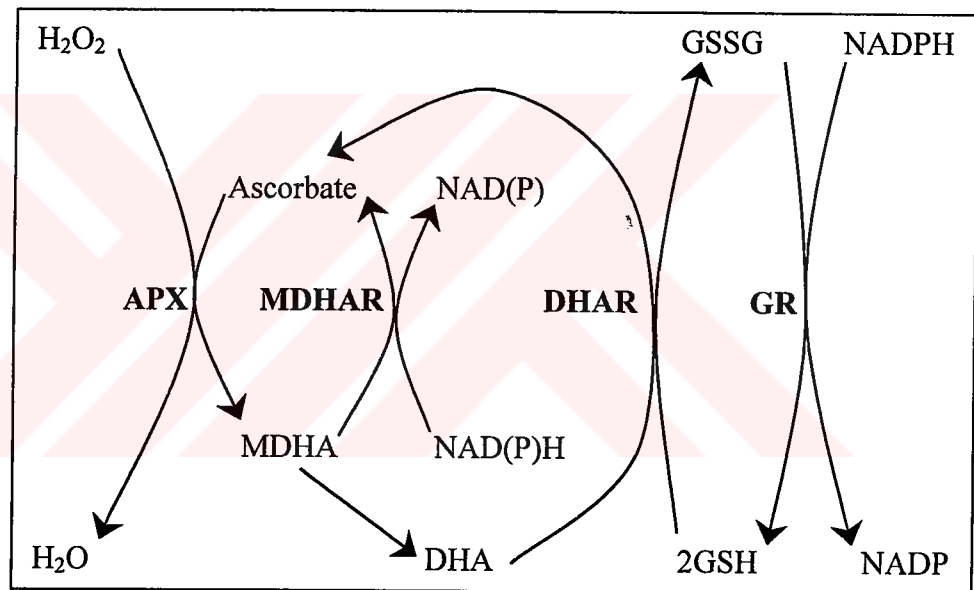 H₂O₂ GSSG NADPH
Ascorbate NAD(P)
APX MDHAR DHAR GR
MDHA NAD(P)H
H₂O DHA 2GSH NADP